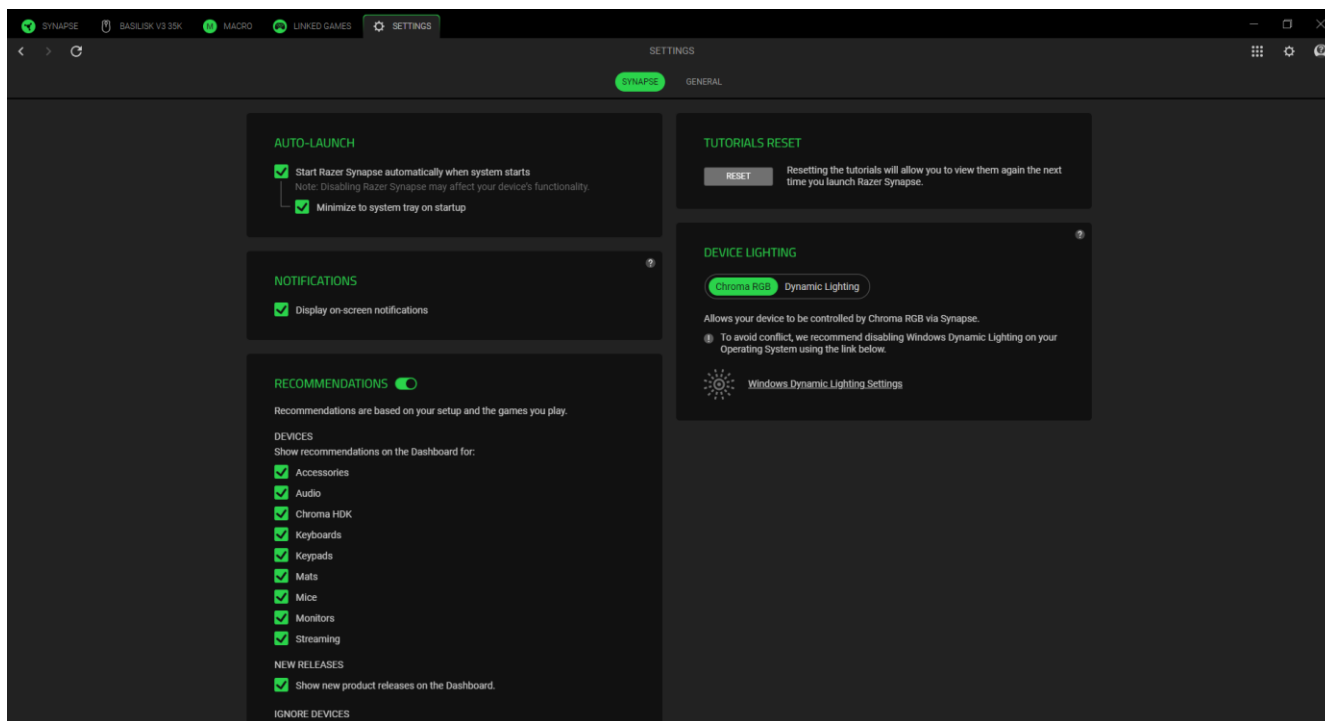 SYNAPSE
BASILISK V3 35K
MACRO
LINKED GAMES
SETTINGS
SETTINGS
SYNAPSE
GENERAL
AUTO-LAUNCH
Start Razer Synapse automatically when system starts
Note: Disabling Razer Synapse may affect your device's functionality.
Minimize to system tray on startup
NOTIFICATIONS
Display on-screen notifications
RECOMMENDATIONS
Recommendations are based on your setup and the games you play.
DEVICES
Show recommendations on the Dashboard for:
Accessories
Audio
Chroma HDK
Keyboards
Keypads
Mats
Mice
Monitors
Streaming
NEW RELEASES
Show new product releases on the Dashboard.
IGNORE DEVICES
TUTORIALS RESET
RESET
Resetting the tutorials will allow you to view them again the next
time you launch Razer Synapse.
DEVICE LIGHTING
Chroma RGB
Dynamic Lighting
Allows your device to be controlled by Chroma RGB via Synapse.
To avoid conflict, we recommend disabling Windows Dynamic Lighting on your
Operating System using the link below.
Windows Dynamic Lighting Settings